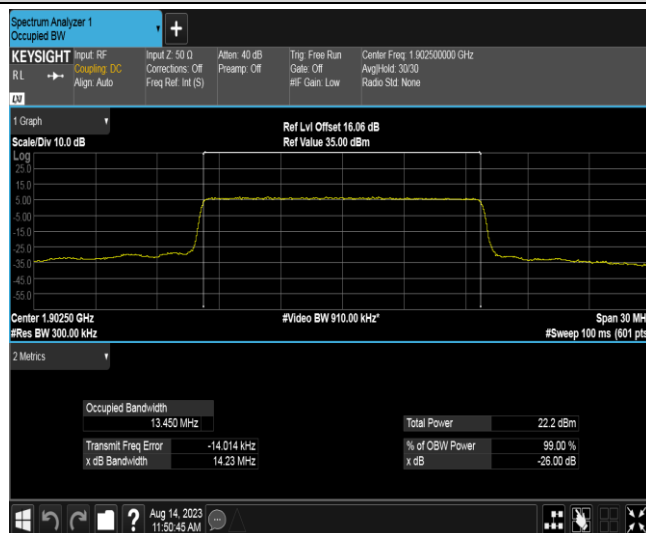 Spectrum Analyzer 1
Occupied BW
+
KEYSIGHT Input: RF Input Z: 50 Ω Atten: 40 dB Trig: Free Run Center Freq: 1.902500000 GHz
RL Coupling: DC Corrections: Off Preamp: Off Gate: Off Avg|Hold: 30/30
Align: Auto Freq Ref: Int (S) #IF Gain: Low Radio Std: None
LXI
1 Graph
Ref Lvl Offset 16.06 dB
Scale/Div 10.0 dB Ref Value 35.00 dBm
Log
25.0
15.0
5.00
-5.00
-15.0
-25.0
-35.0
-45.0
-55.0
Center 1.90250 GHz #Video BW 910.00 kHz* Span 30 MH
#Res BW 300.00 kHz #Sweep 100 ms (601 pts
2 Metrics
Occupied Bandwidth
13.450 MHz Total Power 22.2 dBm
Transmit Freq Error -14.014 kHz % of OBW Power 99.00 %
x dB Bandwidth 14.23 MHz x dB -26.00 dB
? Aug 14, 2023
11:50:45 AM